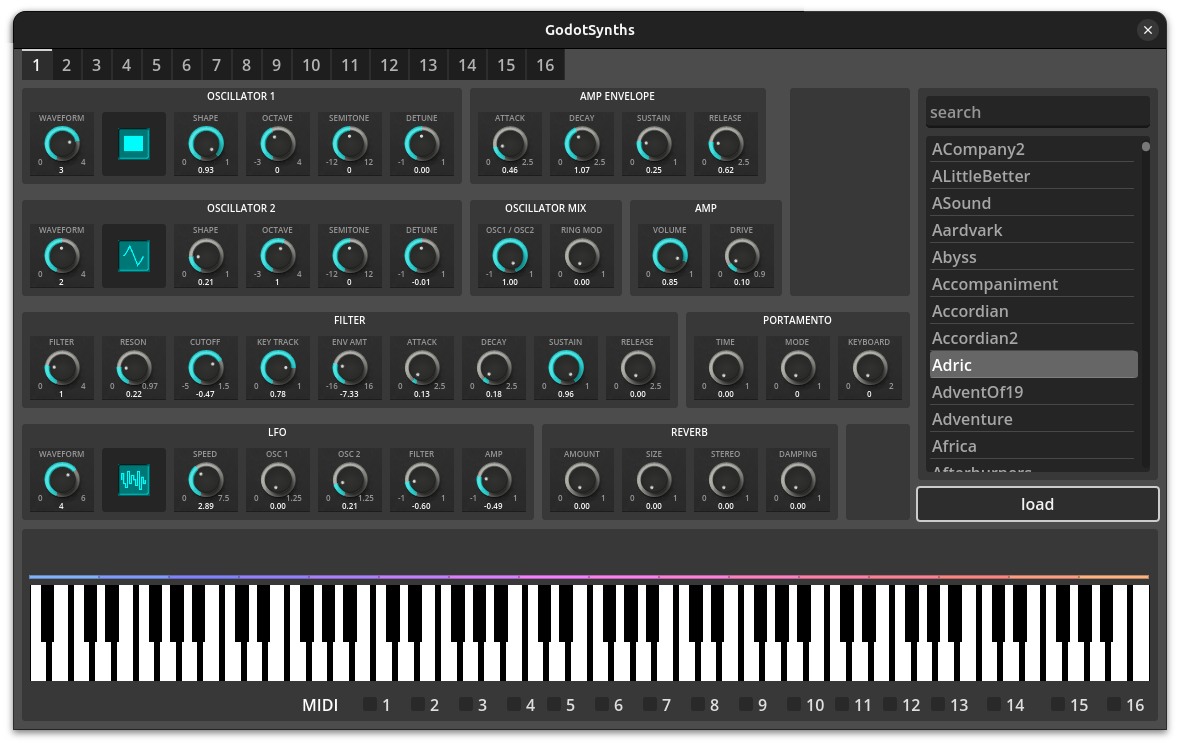 GodotSynths
1 2 3 4 5 6 7 8 9 10 11 12 13 14 15 16
OSCILLATOR 1
WAVEFORM SHAPE OCTAVE SEMITONE DETUNE
0 4 0 1 -3 4 -12 12 -1 1
3 0.93 0 0 0.00
AMP ENVELOPE
ATTACK DECAY SUSTAIN RELEASE
0 2.5 0 2.5 0 1 0 2.5
0.46 1.07 0.25 0.62
OSCILLATOR 2
WAVEFORM SHAPE OCTAVE SEMITONE DETUNE
0 4 0 1 -3 4 -12 12 -1 1
2 0.21 1 0 -0.01
OSCILLATOR MIX
OSC1 / OSC2 RING MOD
-1 1 0 1
1.00 0.00
AMP
VOLUME DRIVE
0 1 0 0.9
0.85 0.10
FILTER
FILTER RESON CUTOFF KEY TRACK ENV AMT ATTACK DECAY SUSTAIN RELEASE
0 4 0 0.97 -5 1.5 0 1 -16 16 0 2.5 0 2.5 0 1 0 2.5
1 0.22 -0.47 0.78 -7.33 0.13 0.18 0.96 0.00
PORTAMENTO
TIME MODE KEYBOARD
0 1 0 1 0 2
0.00 0 0
LFO
WAVEFORM SPEED OSC 1 OSC 2 FILTER AMP
0 6 0 7.5 0 1.25 0 1.25 -1 1 -1 1
4 2.89 0.00 0.21 -0.60 -0.49
REVERB
AMOUNT SIZE STEREO DAMPING
0 1 0 1 0 1 0 1
0.00 0.00 0.00 0.00
search
ACompany2
ALittleBetter
ASound
Aardvark
Abyss
Accompaniment
Accordian
Accordian2
Adric
AdventOf19
Adventure
Africa
Afterburners
load
MIDI 1 2 3 4 5 6 7 8 9 10 11 12 13 14 15 16